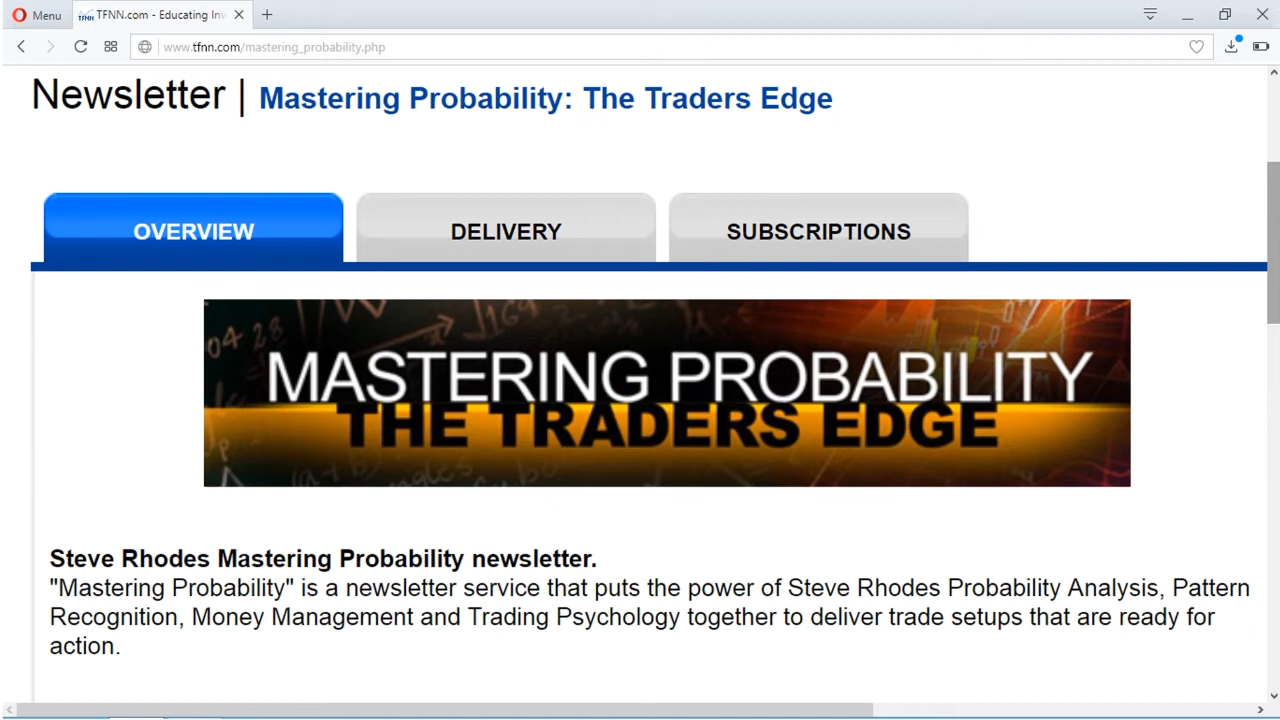 Menu
TFNN.com - Educating Inv
www.tfnn.com/mastering_probability.php
Newsletter | Mastering Probability: The Traders Edge
OVERVIEW
DELIVERY
SUBSCRIPTIONS
MASTERING PROBABILITY
THE TRADERS EDGE
Steve Rhodes Mastering Probability newsletter.
"Mastering Probability" is a newsletter service that puts the power of Steve Rhodes Probability Analysis, Pattern
Recognition, Money Management and Trading Psychology together to deliver trade setups that are ready for
action.